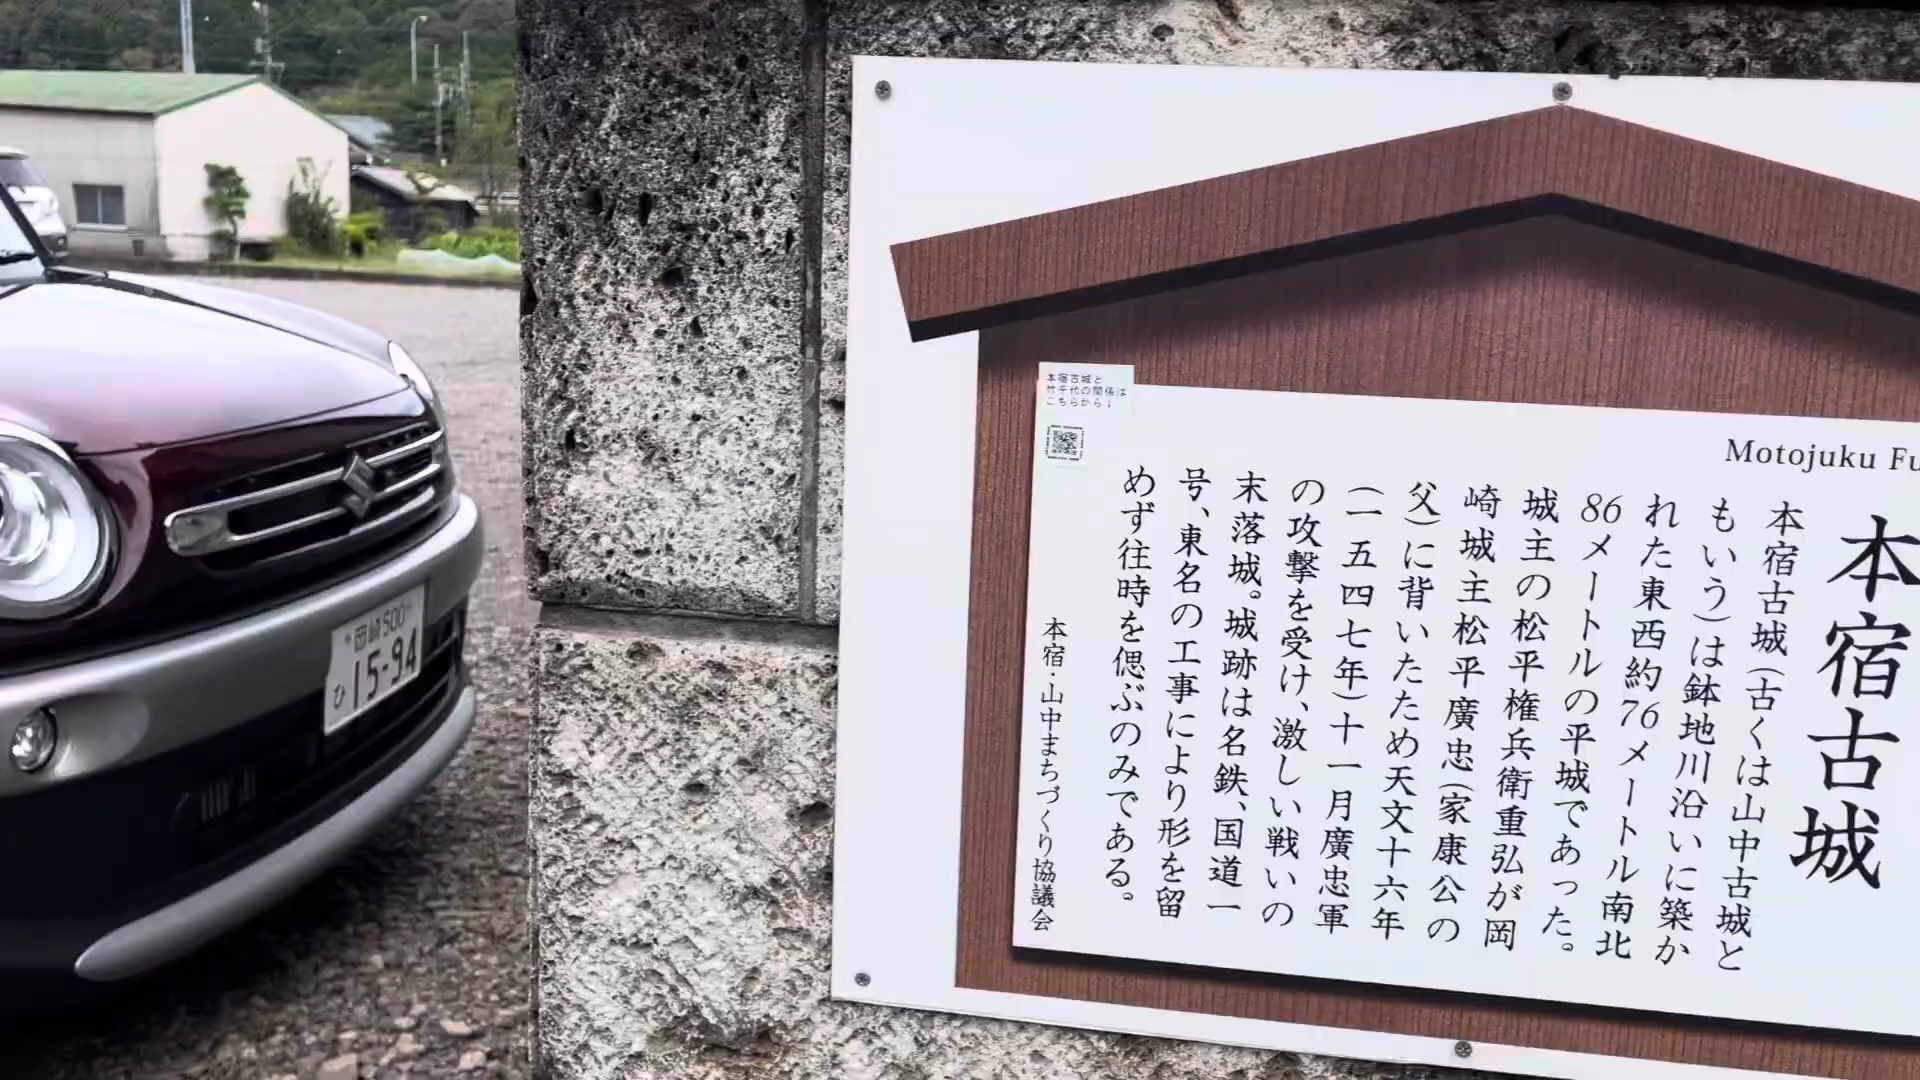 Motojuku Fu
本宿古城
本宿古城(古くは山中古城と
もいう)は鉢地川沿いに築か
れた東西約76メートル南北
86メートルの平城であった。
城主の松平権兵衛重弘が岡
崎城主松平廣忠(家康公の
父)に背いたため天文十六年
(一五四七年)十一月廣忠軍
の攻撃を受け、激しい戦いの
末落城。城跡は名鉄、国道一
号、東名の工事により形を留
めず往時を偲ぶのみである。
本宿・山中まちづくり協議会
本宿古城と
竹千代の関係は
こちらから↓
岡崎 500
ひ 15-94